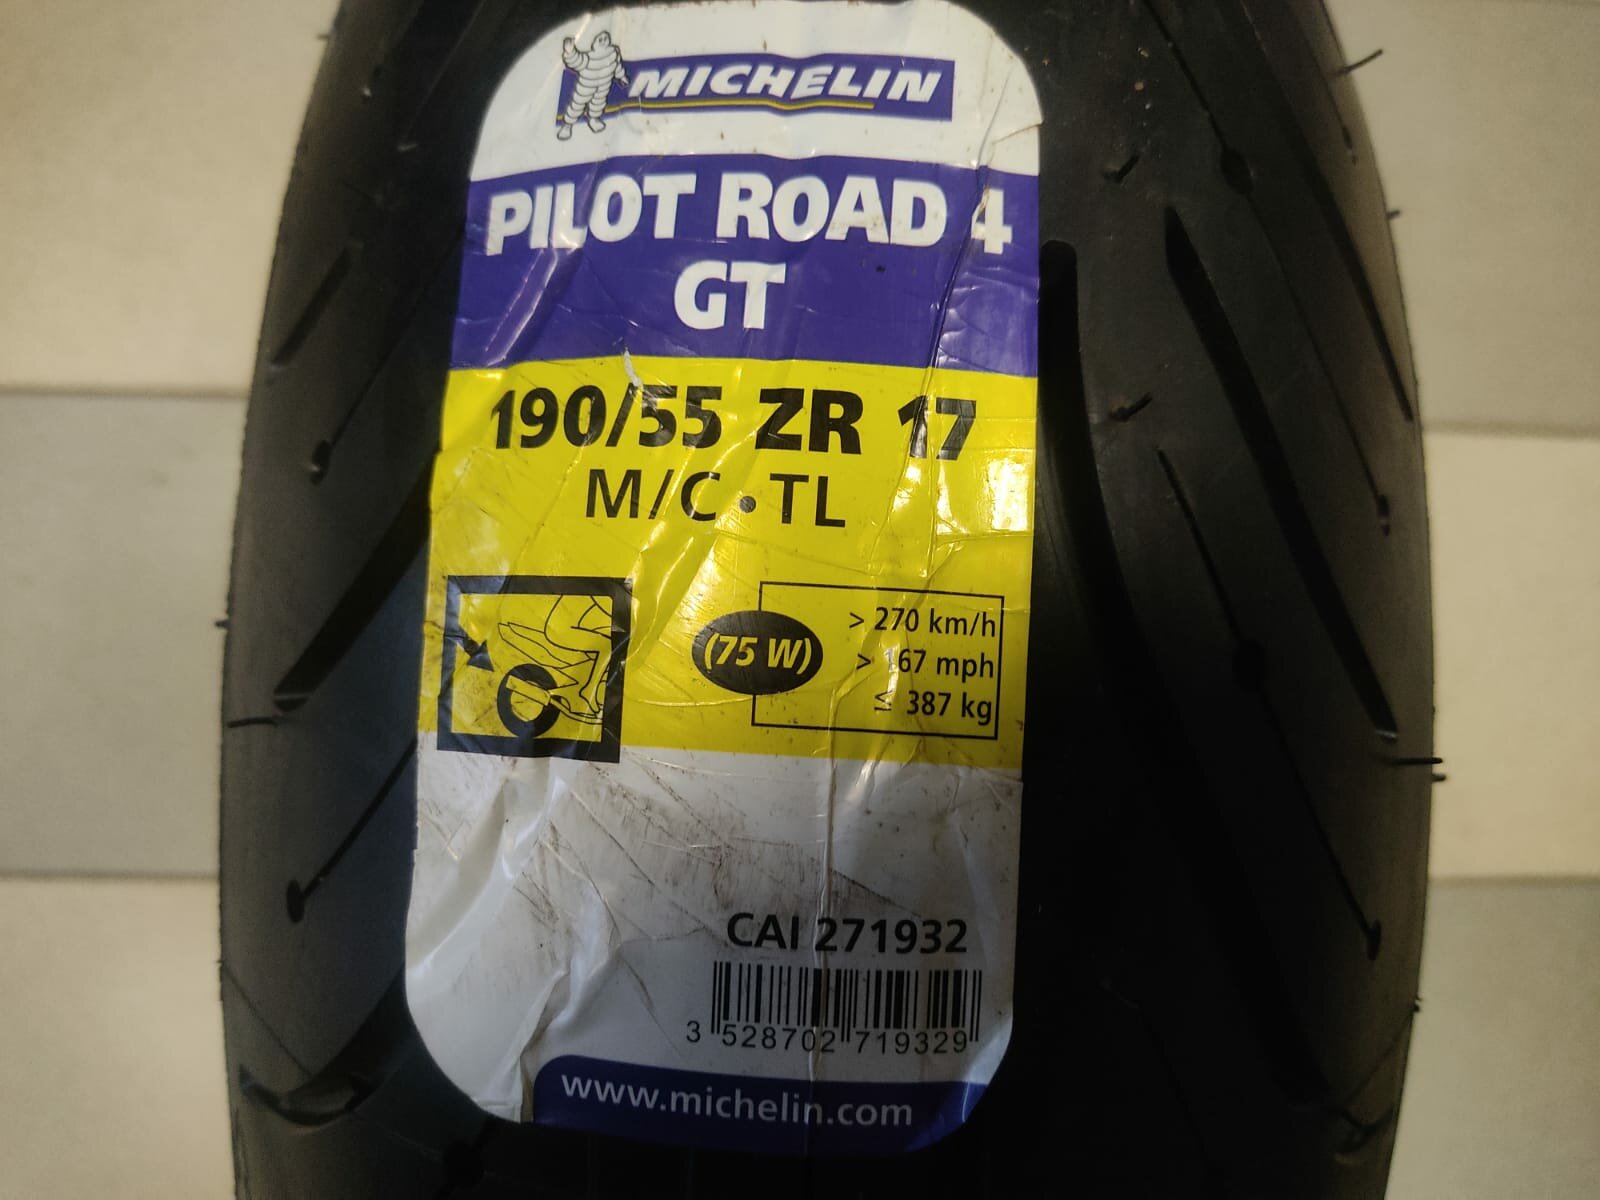 MICHELIN
PILOT ROAD 4
GT
190/55 ZR 17
M/C•TL
(75 W)
> 270 km/h
> 167 mph
≤ 387 kg
CAI 271932
3 528702 719329
www.michelin.com